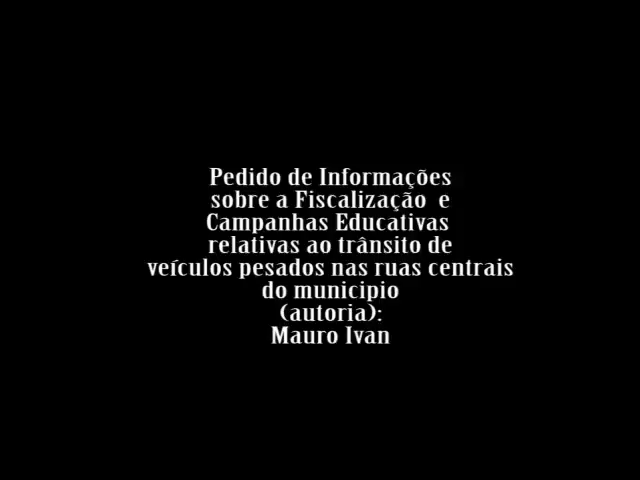 Pedido de Informações
sobre a Fiscalização e
Campanhas Educativas
relativas ao trânsito de
veículos pesados nas ruas centrais
do municipio
(autoria):
Mauro Ivan